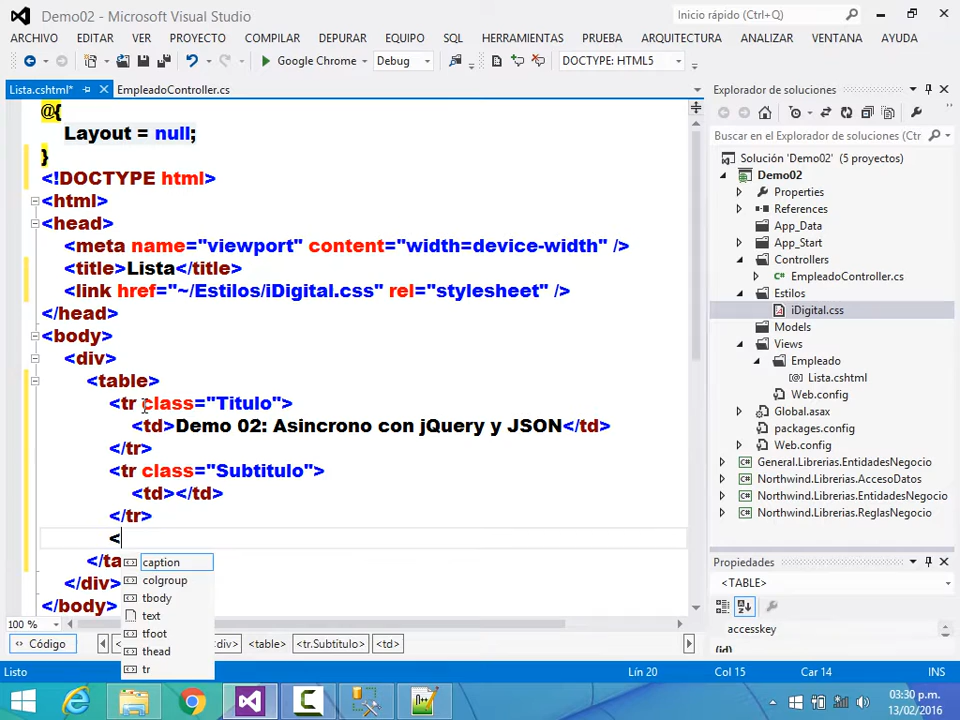 Demo02 - Microsoft Visual Studio
Inicio rápido (Ctrl+Q)
ARCHIVO EDITAR VER PROYECTO COMPILAR DEPURAR EQUIPO SQL HERRAMIENTAS PRUEBA ARQUITECTURA ANALIZAR VENTANA AYUDA
Google Chrome Debug DOCTYPE: HTML5
Lista.cshtml* EmpleadoController.cs
@{
Layout = null;
}
<!DOCTYPE html>
<html>
<head>
<meta name="viewport" content="width=device-width" />
<title>Lista</title>
<link href="~/Estilos/iDigital.css" rel="stylesheet" />
</head>
<body>
<div>
<table>
<tr class="Titulo">
<td>Demo 02: Asincrono con jQuery y JSON</td>
</tr>
<tr class="Subtitulo">
<td></td>
</tr>
<
</ta
</div>
</body>
caption
colgroup
tbody
text
tfoot
thead
tr
100 %
Código div> <table> <tr.Subtitulo> <td>
Explorador de soluciones
Buscar en el Explorador de soluciones (Ctr
Solución 'Demo02' (5 proyectos)
Demo02
Properties
References
App_Data
App_Start
Controllers
EmpleadoController.cs
Estilos
iDigital.css
Models
Views
Empleado
Lista.cshtml
Web.config
Global.asax
packages.config
Web.config
General.Librerias.EntidadesNegocio
Northwind.Librerias.AccesoDatos
Northwind.Librerias.EntidadesNegocio
Northwind.Librerias.ReglasNegocio
Propiedades
<TABLE>
accesskey
(id)
Listo Lín 20 Col 15 Car 14 INS
03:30 p.m.
13/02/2016